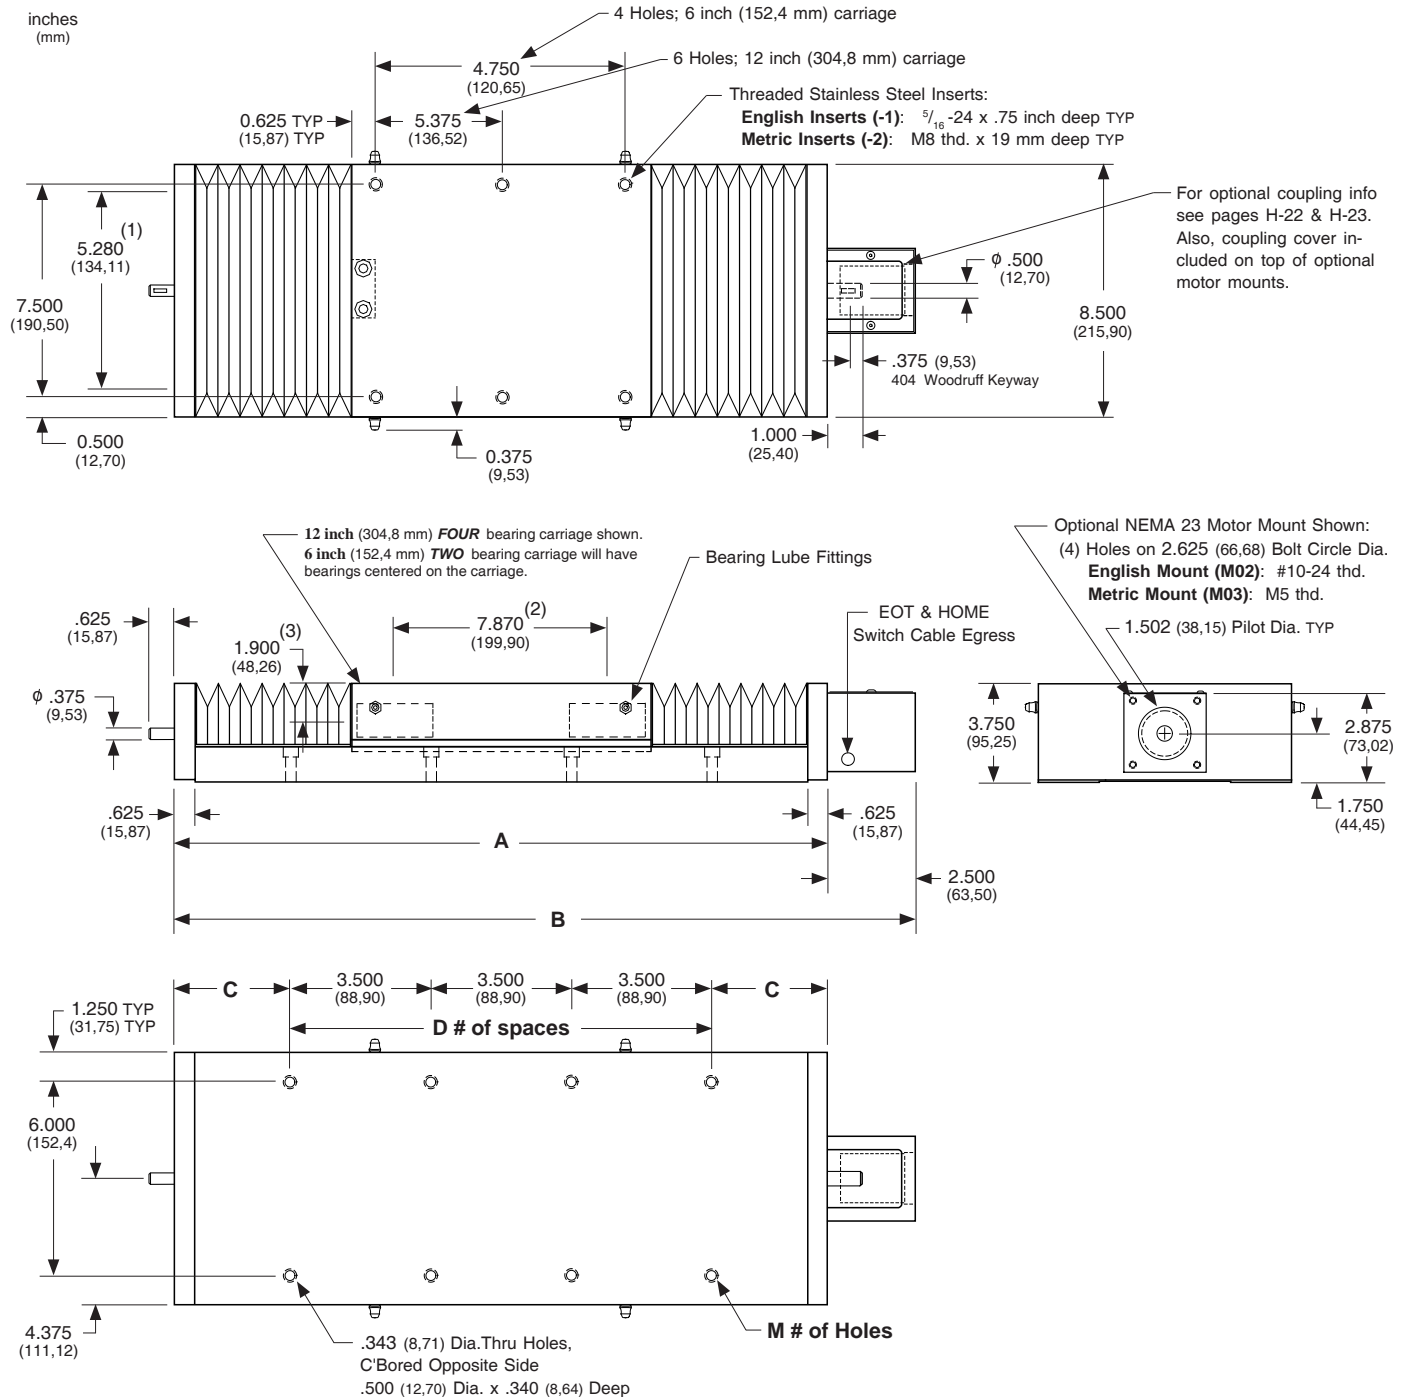 inches
(mm)
4 Holes; 6 inch (152,4 mm) carriage
4.750
(120,65)
6 Holes; 12 inch (304,8 mm) carriage
0.625 TYP
(15,87) TYP
5.375
(136,52)
Threaded Stainless Steel Inserts:
English Inserts (-1): 5/16 -24 x .75 inch deep TYP
Metric Inserts (-2): M8 thd. x 19 mm deep TYP
For optional coupling info
see pages H-22 & H-23.
Also, coupling cover in-
cluded on top of optional
motor mounts.
(1)
5.280
(134,11)
7.500
(190,50)
0.500
(12,70)
0.375
(9,53)
ϕ .500
(12,70)
8.500
(215,90)
.375 (9,53)
404 Woodruff Keyway
1.000
(25,40)
12 inch (304,8 mm) FOUR bearing carriage shown.
6 inch (152,4 mm) TWO bearing carriage will have
bearings centered on the carriage.
Bearing Lube Fittings
EOT & HOME
Switch Cable Egress
Optional NEMA 23 Motor Mount Shown:
(4) Holes on 2.625 (66,68) Bolt Circle Dia.
English Mount (M02): #10-24 thd.
Metric Mount (M03): M5 thd.
1.502 (38,15) Pilot Dia. TYP
.625
(15,87)
(3)
1.900
(48,26)
7.870(2)
(199,90)
ϕ .375
(9,53)
3.750
(95,25)
2.875
(73,02)
1.750
(44,45)
.625
(15,87)
.625
(15,87)
A
2.500
(63,50)
B
C
3.500
(88,90)
3.500
(88,90)
3.500
(88,90)
C
D # of spaces
1.250 TYP
(31,75) TYP
6.000
(152,4)
4.375
(111,12)
.343 (8,71) Dia.Thru Holes,
C'Bored Opposite Side
.500 (12,70) Dia. x .340 (8,64) Deep
M # of Holes